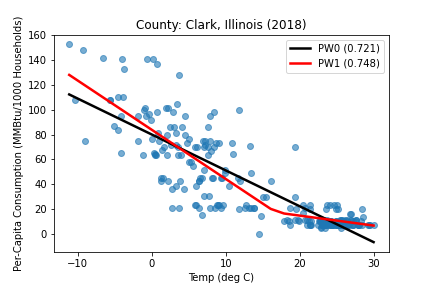 County: Clark, Illinois (2018)
Per-Capita Consumption (MMBtu/1000 Households)
160
140
120
100
80
60
40
20
0
PW0 (0.721)
PW1 (0.748)
−10
0
10
20
30
Temp (deg C)